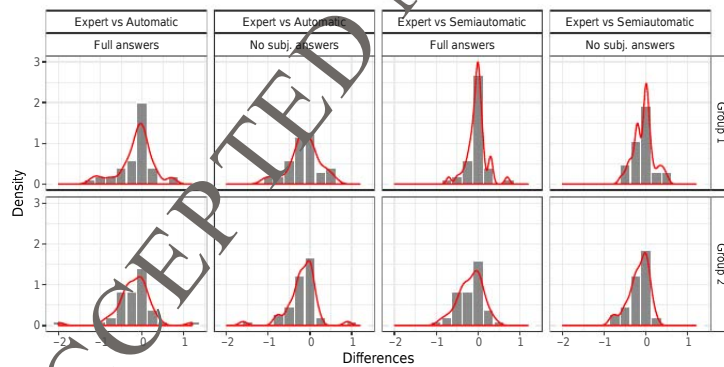 Expert vs Automatic
Expert vs Automatic
Expert vs Semiautomatic
Expert vs Semiautomatic
Full answers
No subj. answers
Full answers
No subj. answers
3
2
1
0
Group 1
Density
3
2
1
0
Group 2
−2 −1 0 1
−2 −1 0 1
−2 −1 0 1
−2 −1 0 1
Differences
CCEPTED